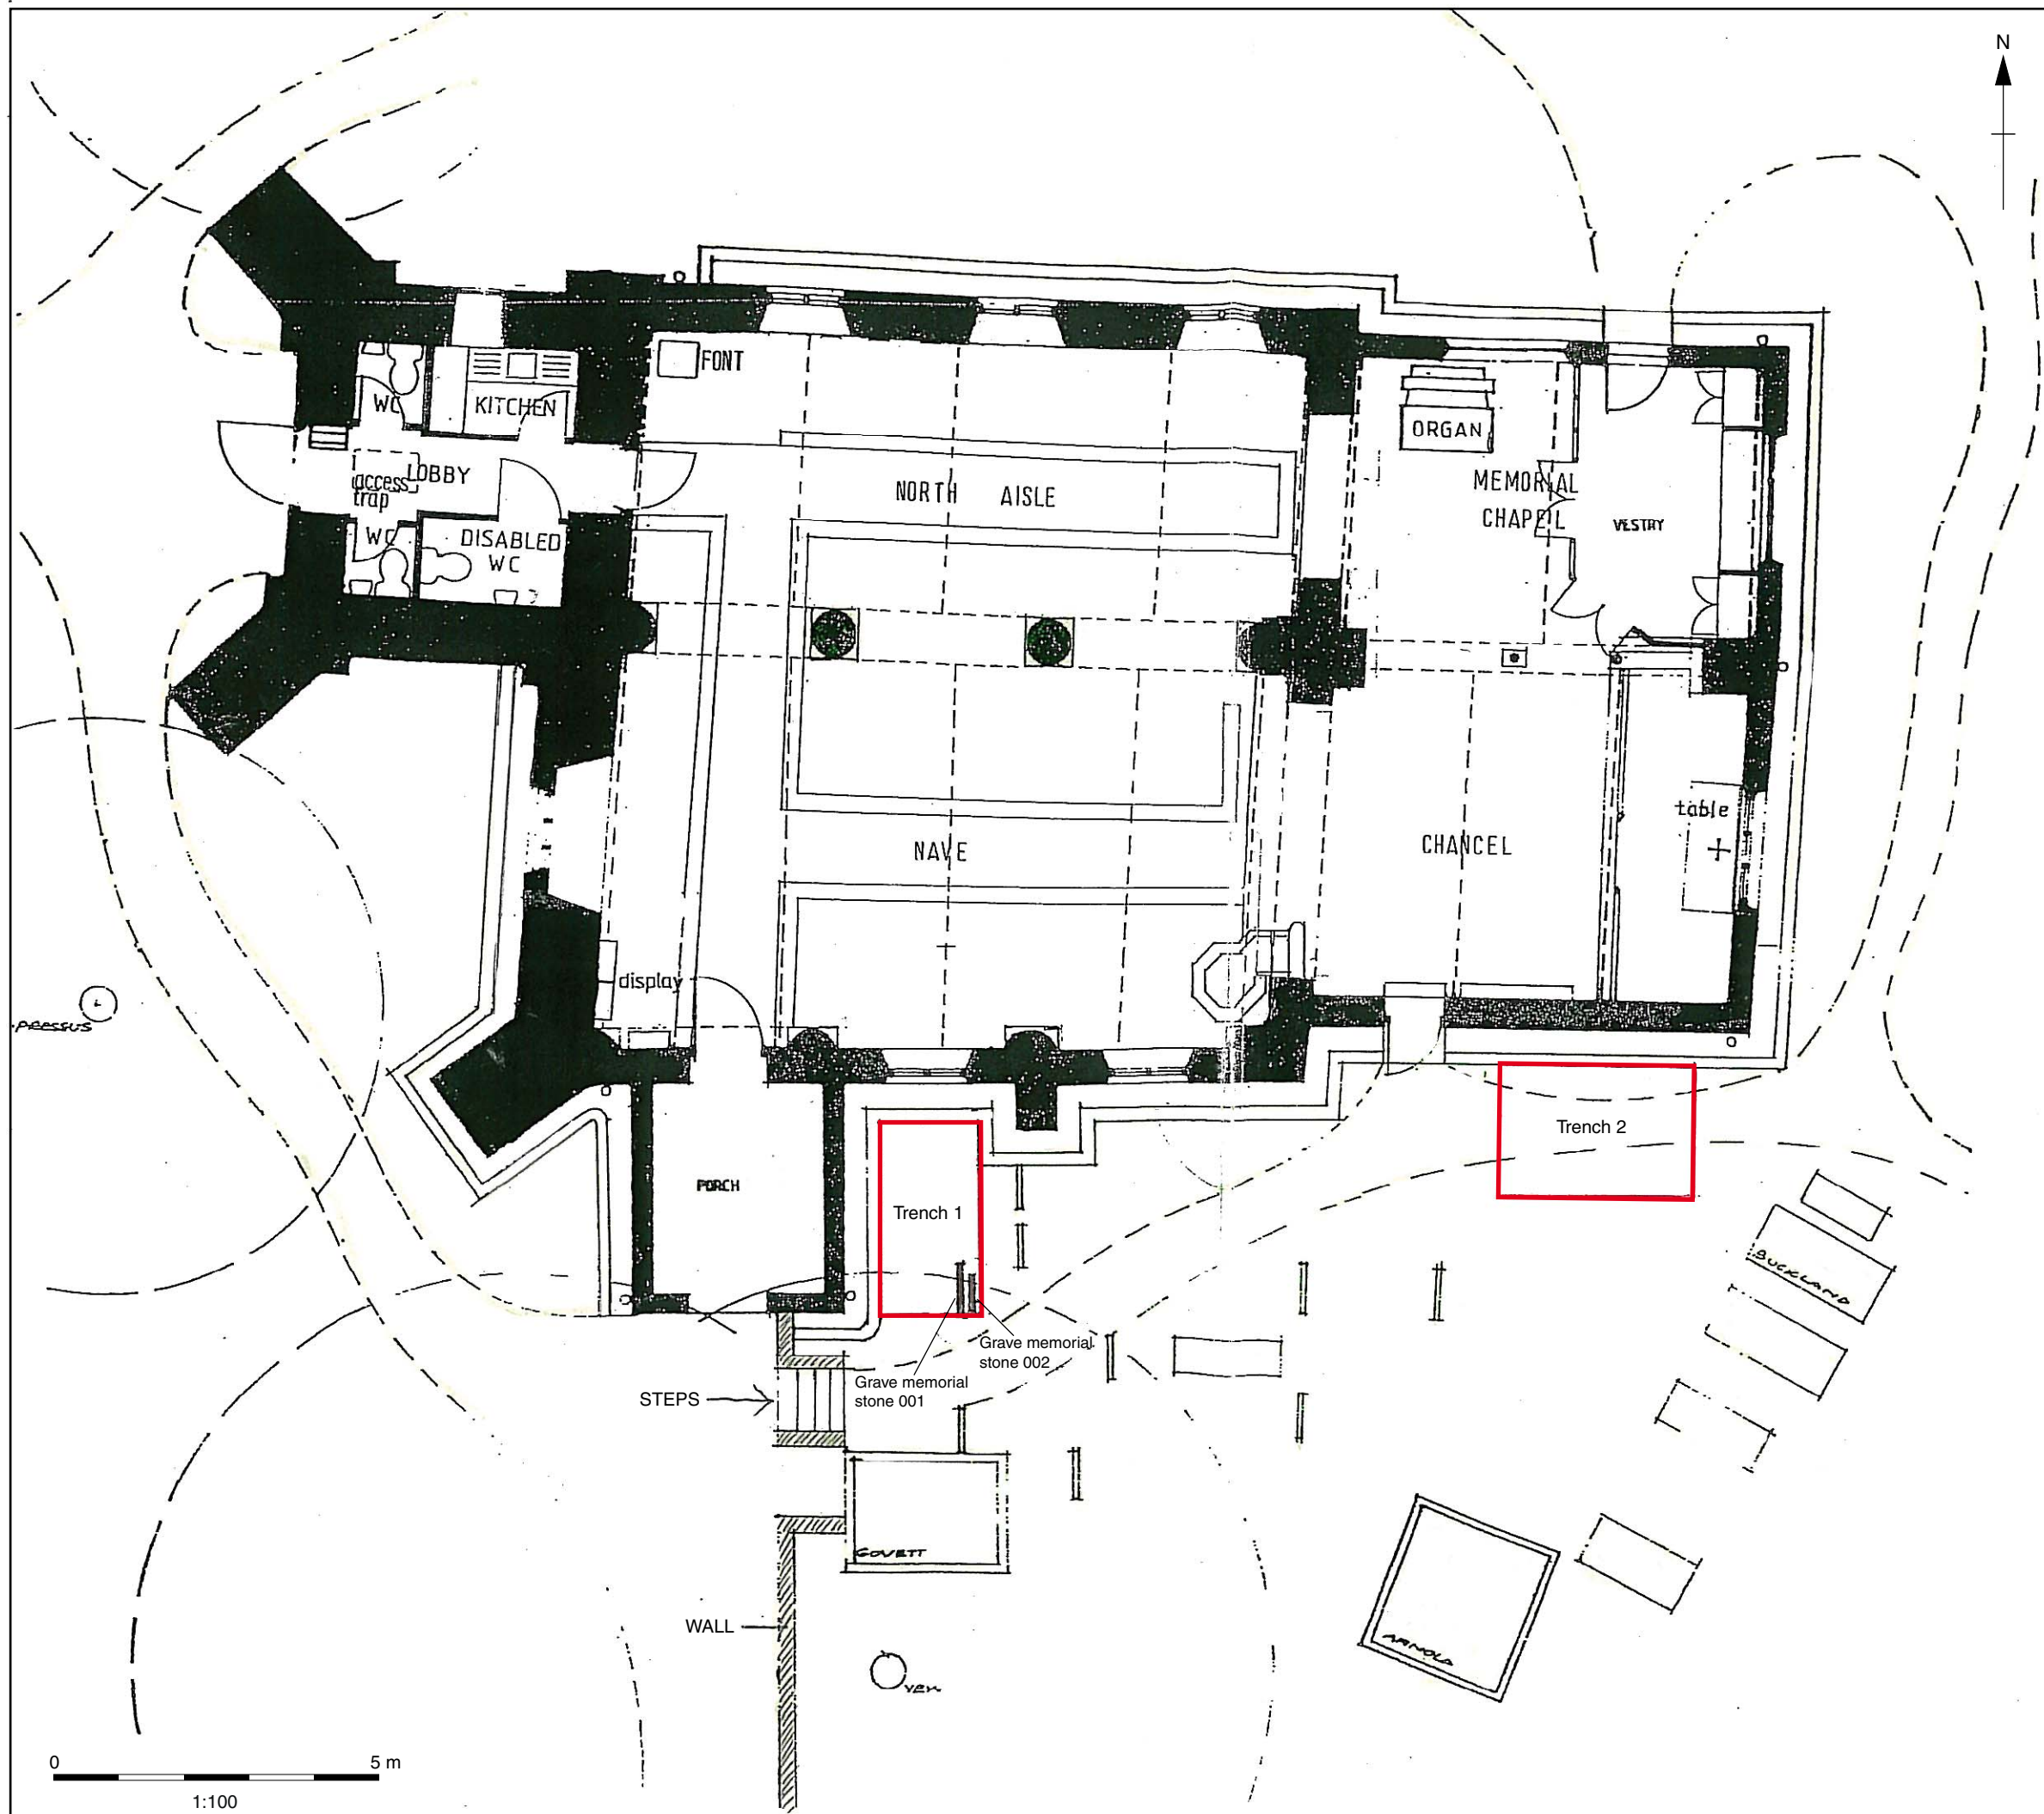 N
FONT
WC
KITCHEN
ORGAN
LOBBY
access
trap
NORTH AISLE
MEMORIAL
CHAPEL
VESTRY
WC
DISABLED
WC
table
NAVE
CHANCEL
display
PRESSUS
Trench 2
PORCH
Trench 1
BUCKLAND
Grave memorial
stone 002
Grave memorial
stone 001
STEPS
GOVETT
WALL
ARNOLD
YEW
0 5 m
1:100